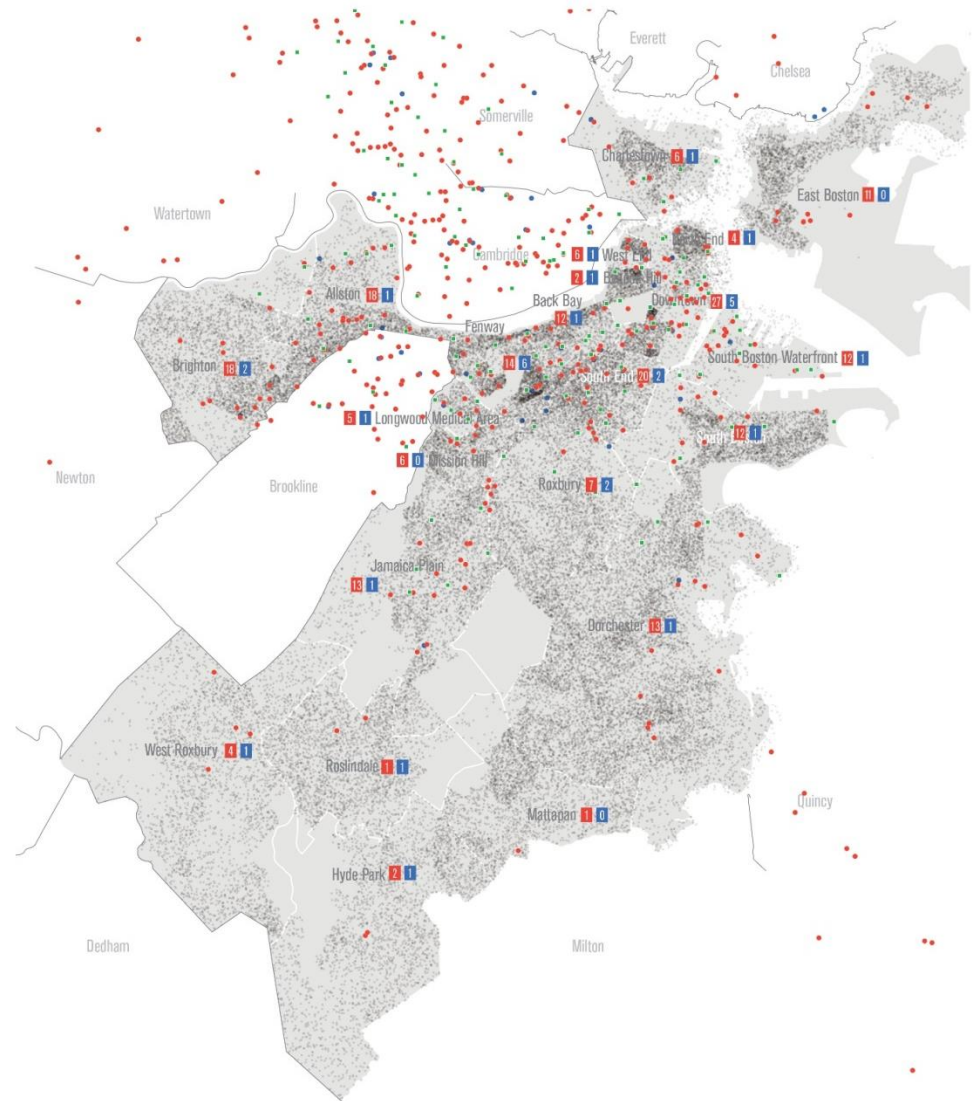 Everett
Chelsea
Somerville
Charlestown 6 1
East Boston 11 0
Watertown
North End 4 1
Cambridge
6 1 West End
2 1 Beacon Hill
Allston 18 1
Back Bay
12 1
Downtown 27 5
Fenway
14 6
South Boston Waterfront 12 1
Brighton 18 2
South End 20 2
5 1 Longwood Medical Area
South Boston
12 1
6 0 Mission Hill
Newton
Brookline
Roxbury 7 2
Jamaica Plain
13 1
Dorchester 13 1
West Roxbury 4 1
Roslindale 1 1
Quincy
Mattapan 1 0
Hyde Park 2 1
Dedham
Milton